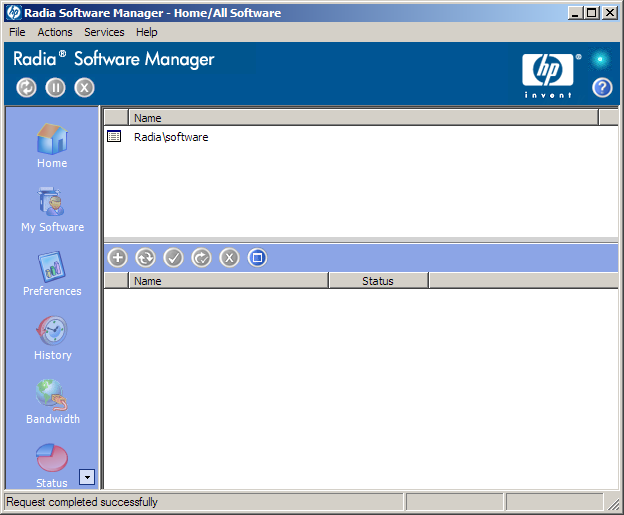 Radia Software Manager - Home/All Software
File Actions Services Help
Radia® Software Manager
hp ®
invent
?
Home
My Software
Preferences
History
Bandwidth
Status
Name
Radia\software
Name Status
Request completed successfully